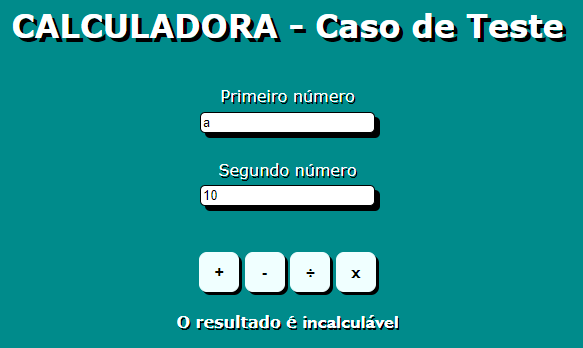 CALCULADORA - Caso de Teste
Primeiro número
a
Segundo número
10
+ - ÷ x
O resultado é incalculável